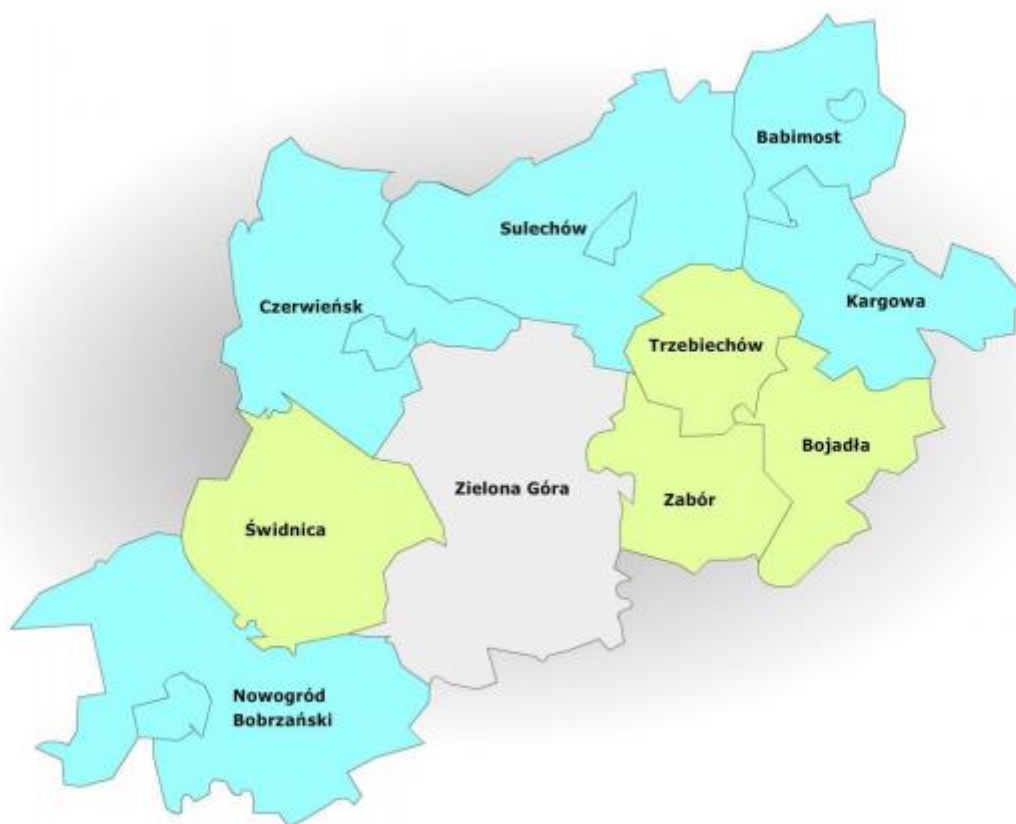 Babimost
Sulechów
Czerwieńsk
Kargowa
Trzebiechów
Bojadła
Zielona Góra
Zabór
Świdnica
Nowogród
Bobrzański